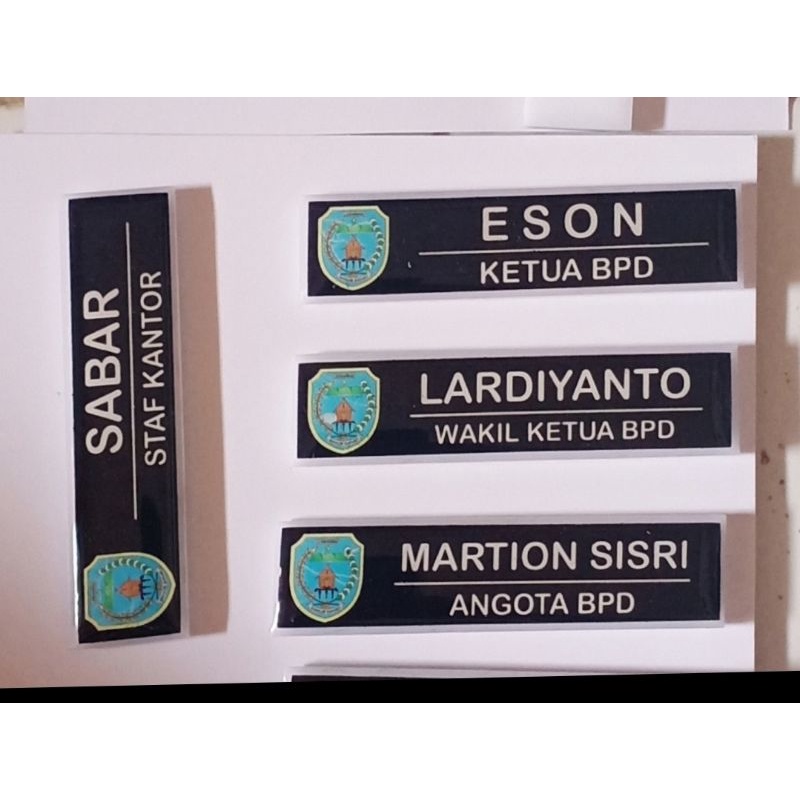 SABAR
STAF KANTOR
ESON
KETUA BPD
LARDIYANTO
WAKIL KETUA BPD
MARTION SISRI
ANGOTA BPD